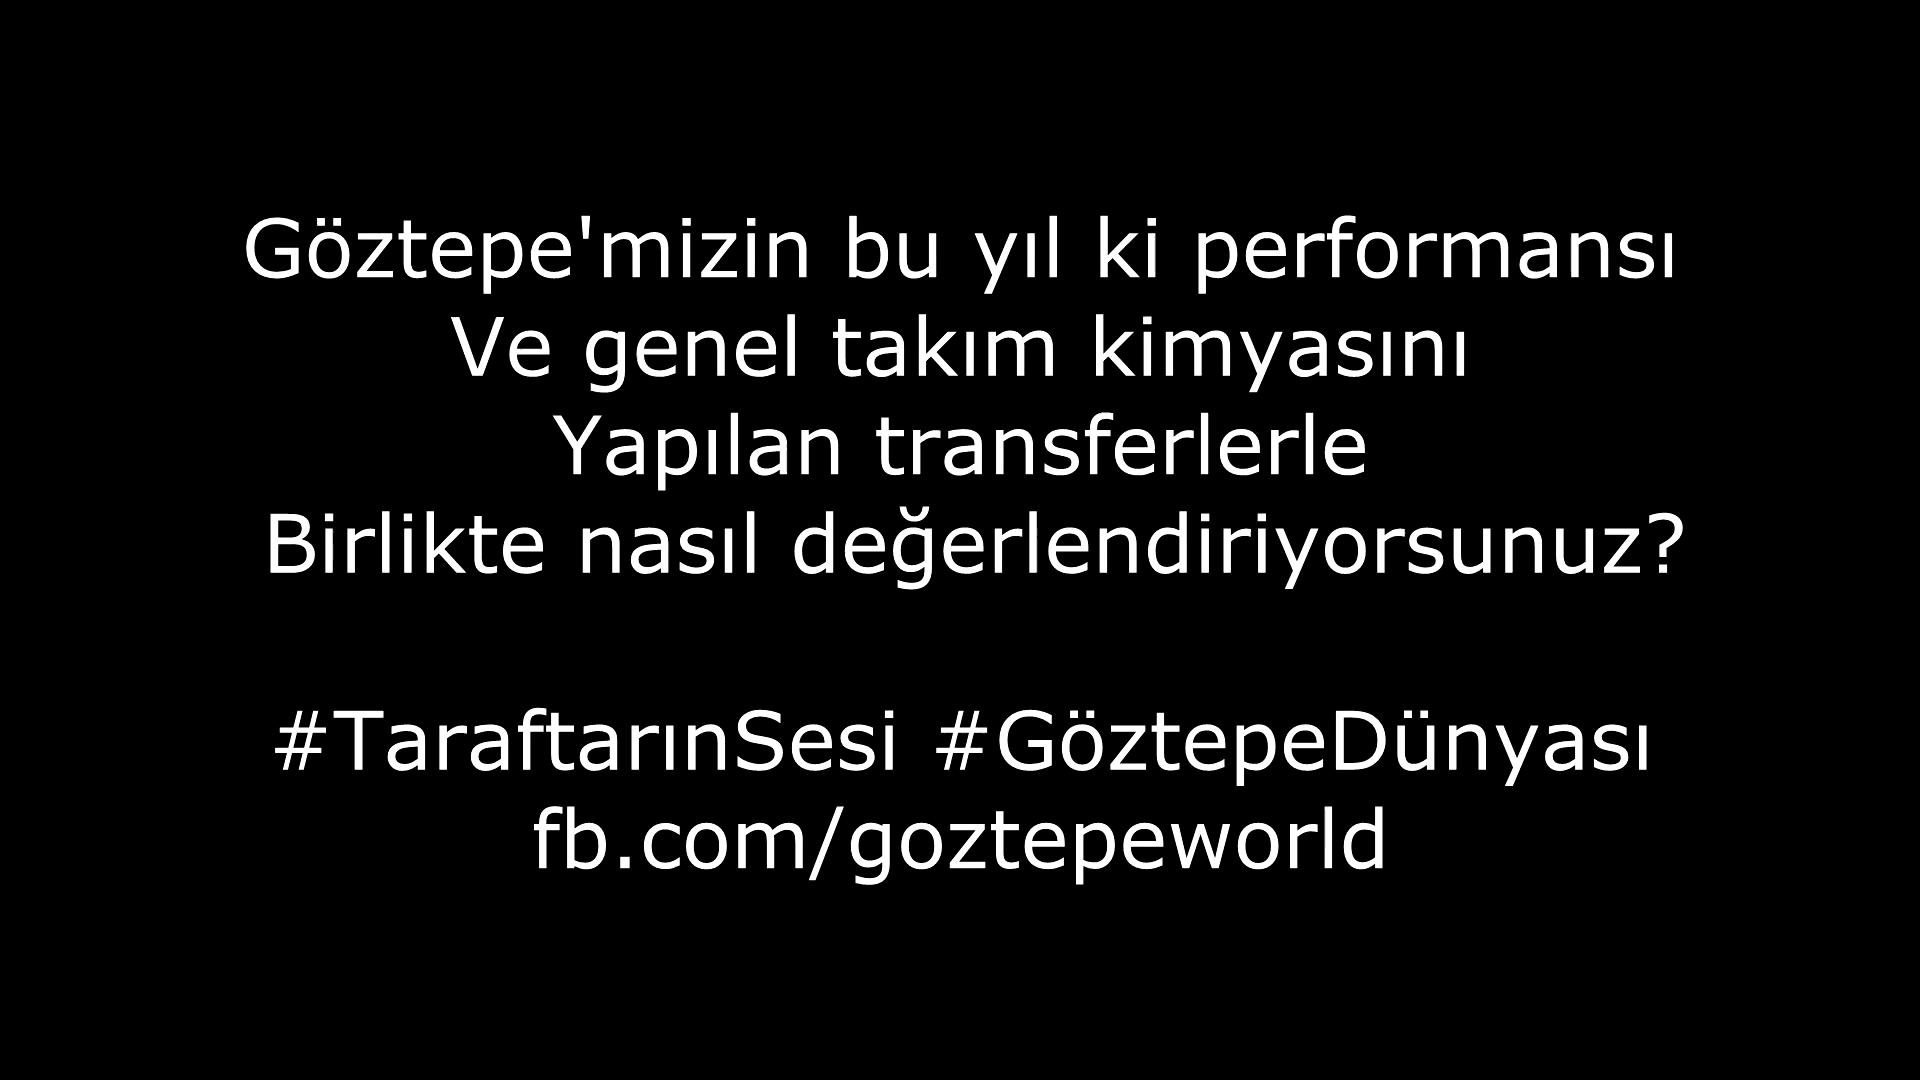 Göztepe'mizin bu yıl ki performansı
Ve genel takım kimyasını
Yapılan transferlerle
Birlikte nasıl değerlendiriyorsunuz?
#TaraftarınSesi #GöztepeDünyası
fb.com/goztepeworld